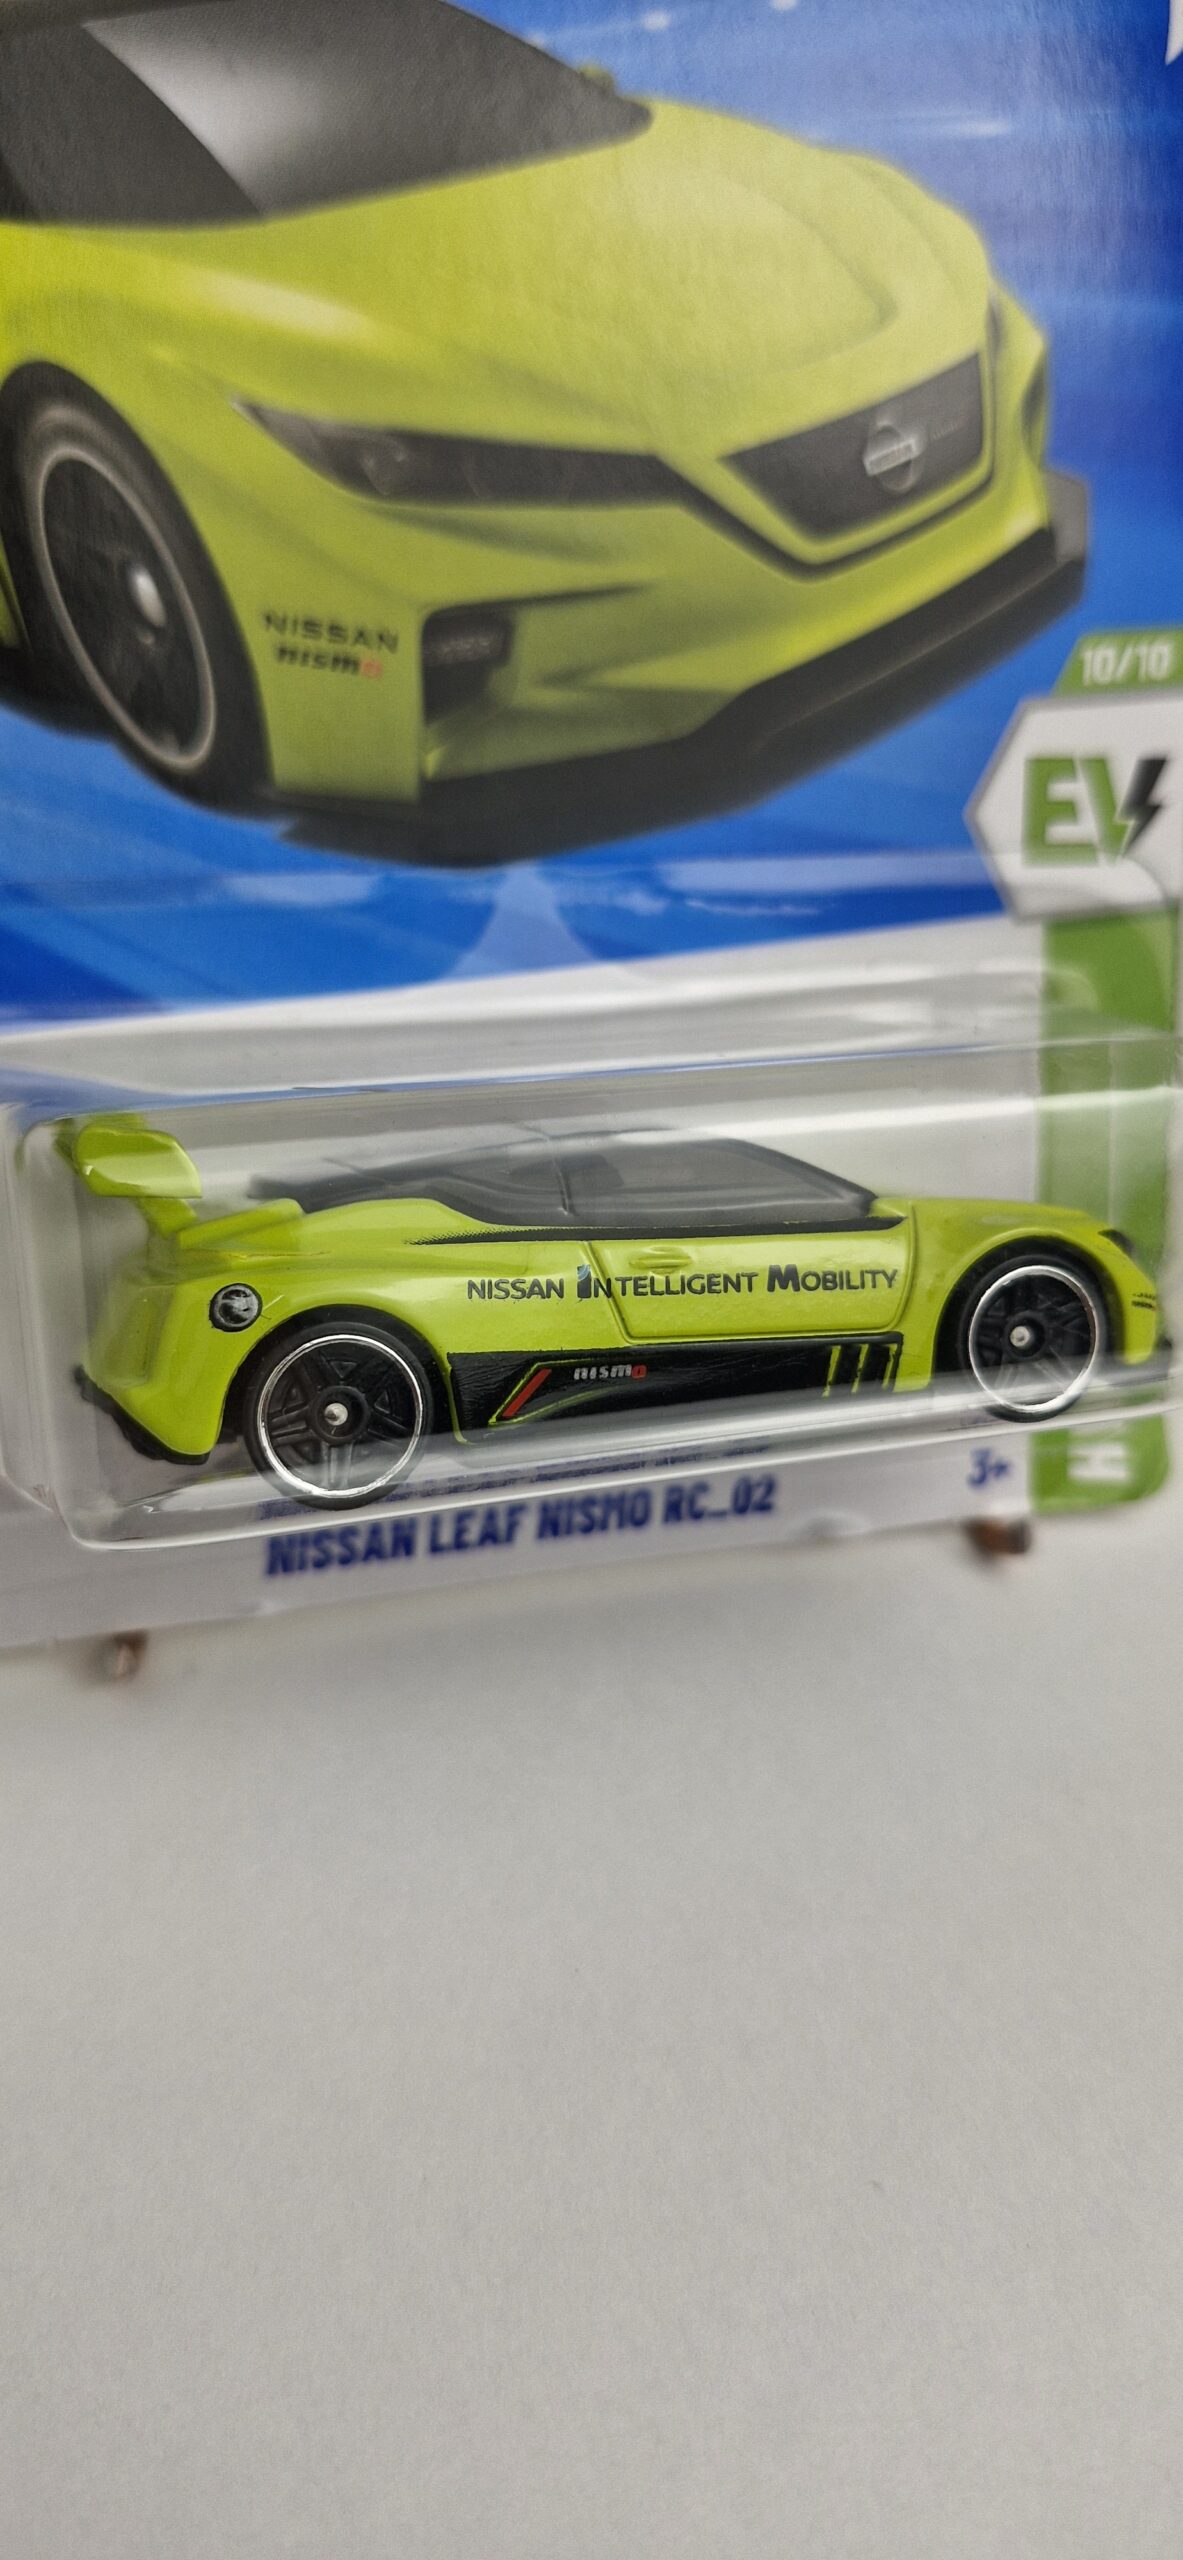 NISSAN
nismo
10/10
EV
NISSAN INTELLIGENT MOBILITY
nismo
3+
NISSAN LEAF NISMO RC_02